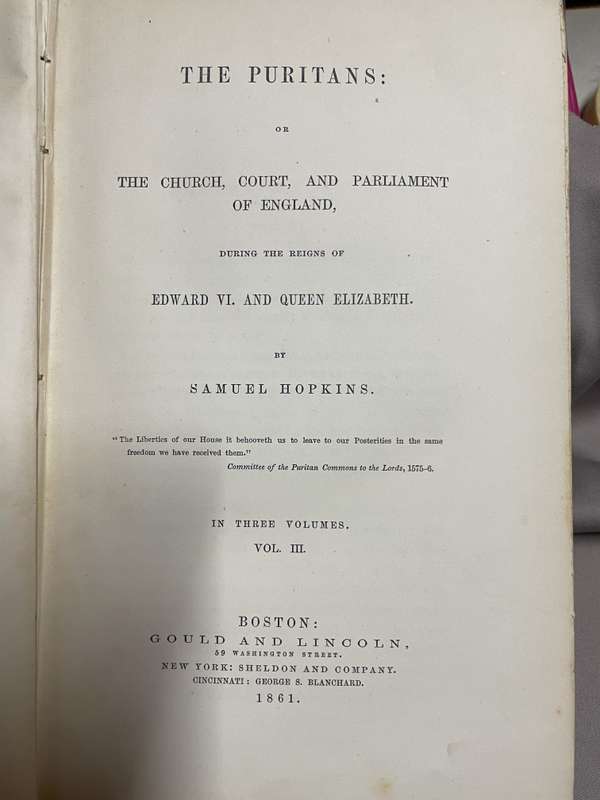 THE PURITANS:
OR
THE CHURCH, COURT, AND PARLIAMENT
OF ENGLAND,
DURING THE REIGNS OF
EDWARD VI. AND QUEEN ELIZABETH.
BY
SAMUEL HOPKINS.
"The Liberties of our House it behooveth us to leave to our Posterities in the same
freedom we have received them."
Committee of the Puritan Commons to the Lords, 1575-6.
IN THREE VOLUMES.
VOL. III.
BOSTON:
GOULD AND LINCOLN,
59 WASHINGTON STREET.
NEW YORK: SHELDON AND COMPANY.
CINCINNATI: GEORGE S. BLANCHARD.
1861.